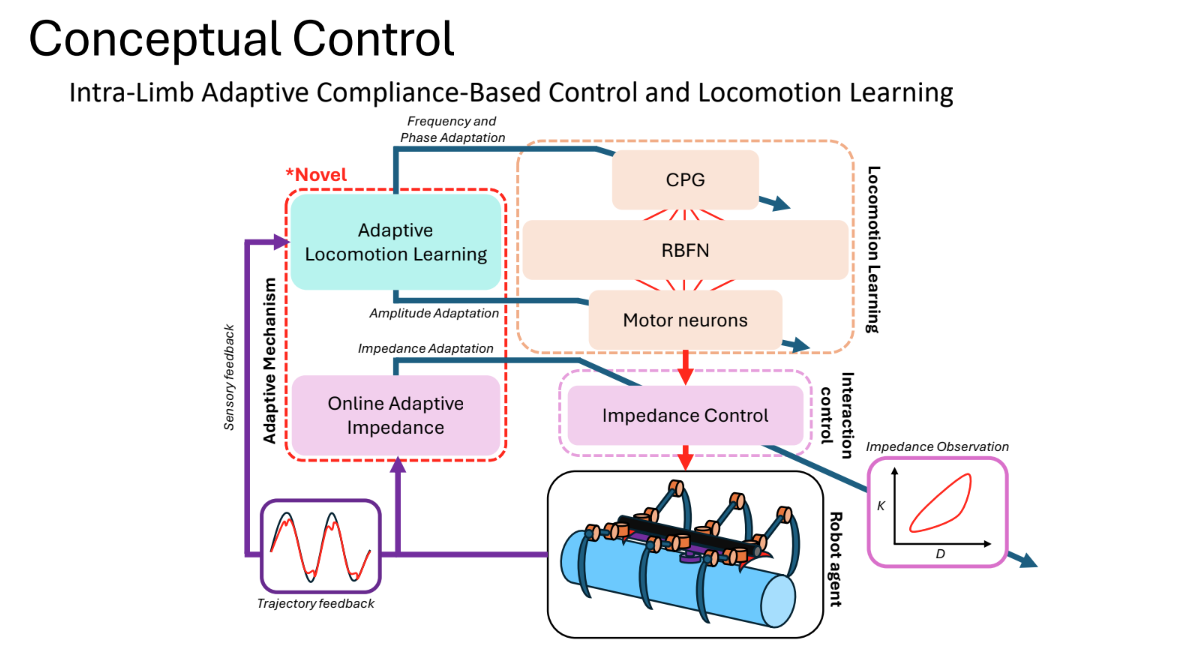 Conceptual Control
Intra-Limb Adaptive Compliance-Based Control and Locomotion Learning
Frequency and
Phase Adaptation
*Novel
CPG
Adaptive
Locomotion Learning
RBFN
Locomotion Learning
Amplitude Adaptation
Motor neurons
Adaptive Mechanism
Sensory feedback
Impedance Adaptation
Online Adaptive
Impedance
Impedance Control
Interaction
control
Impedance Observation
K
D
Robot agent
Trajectory feedback